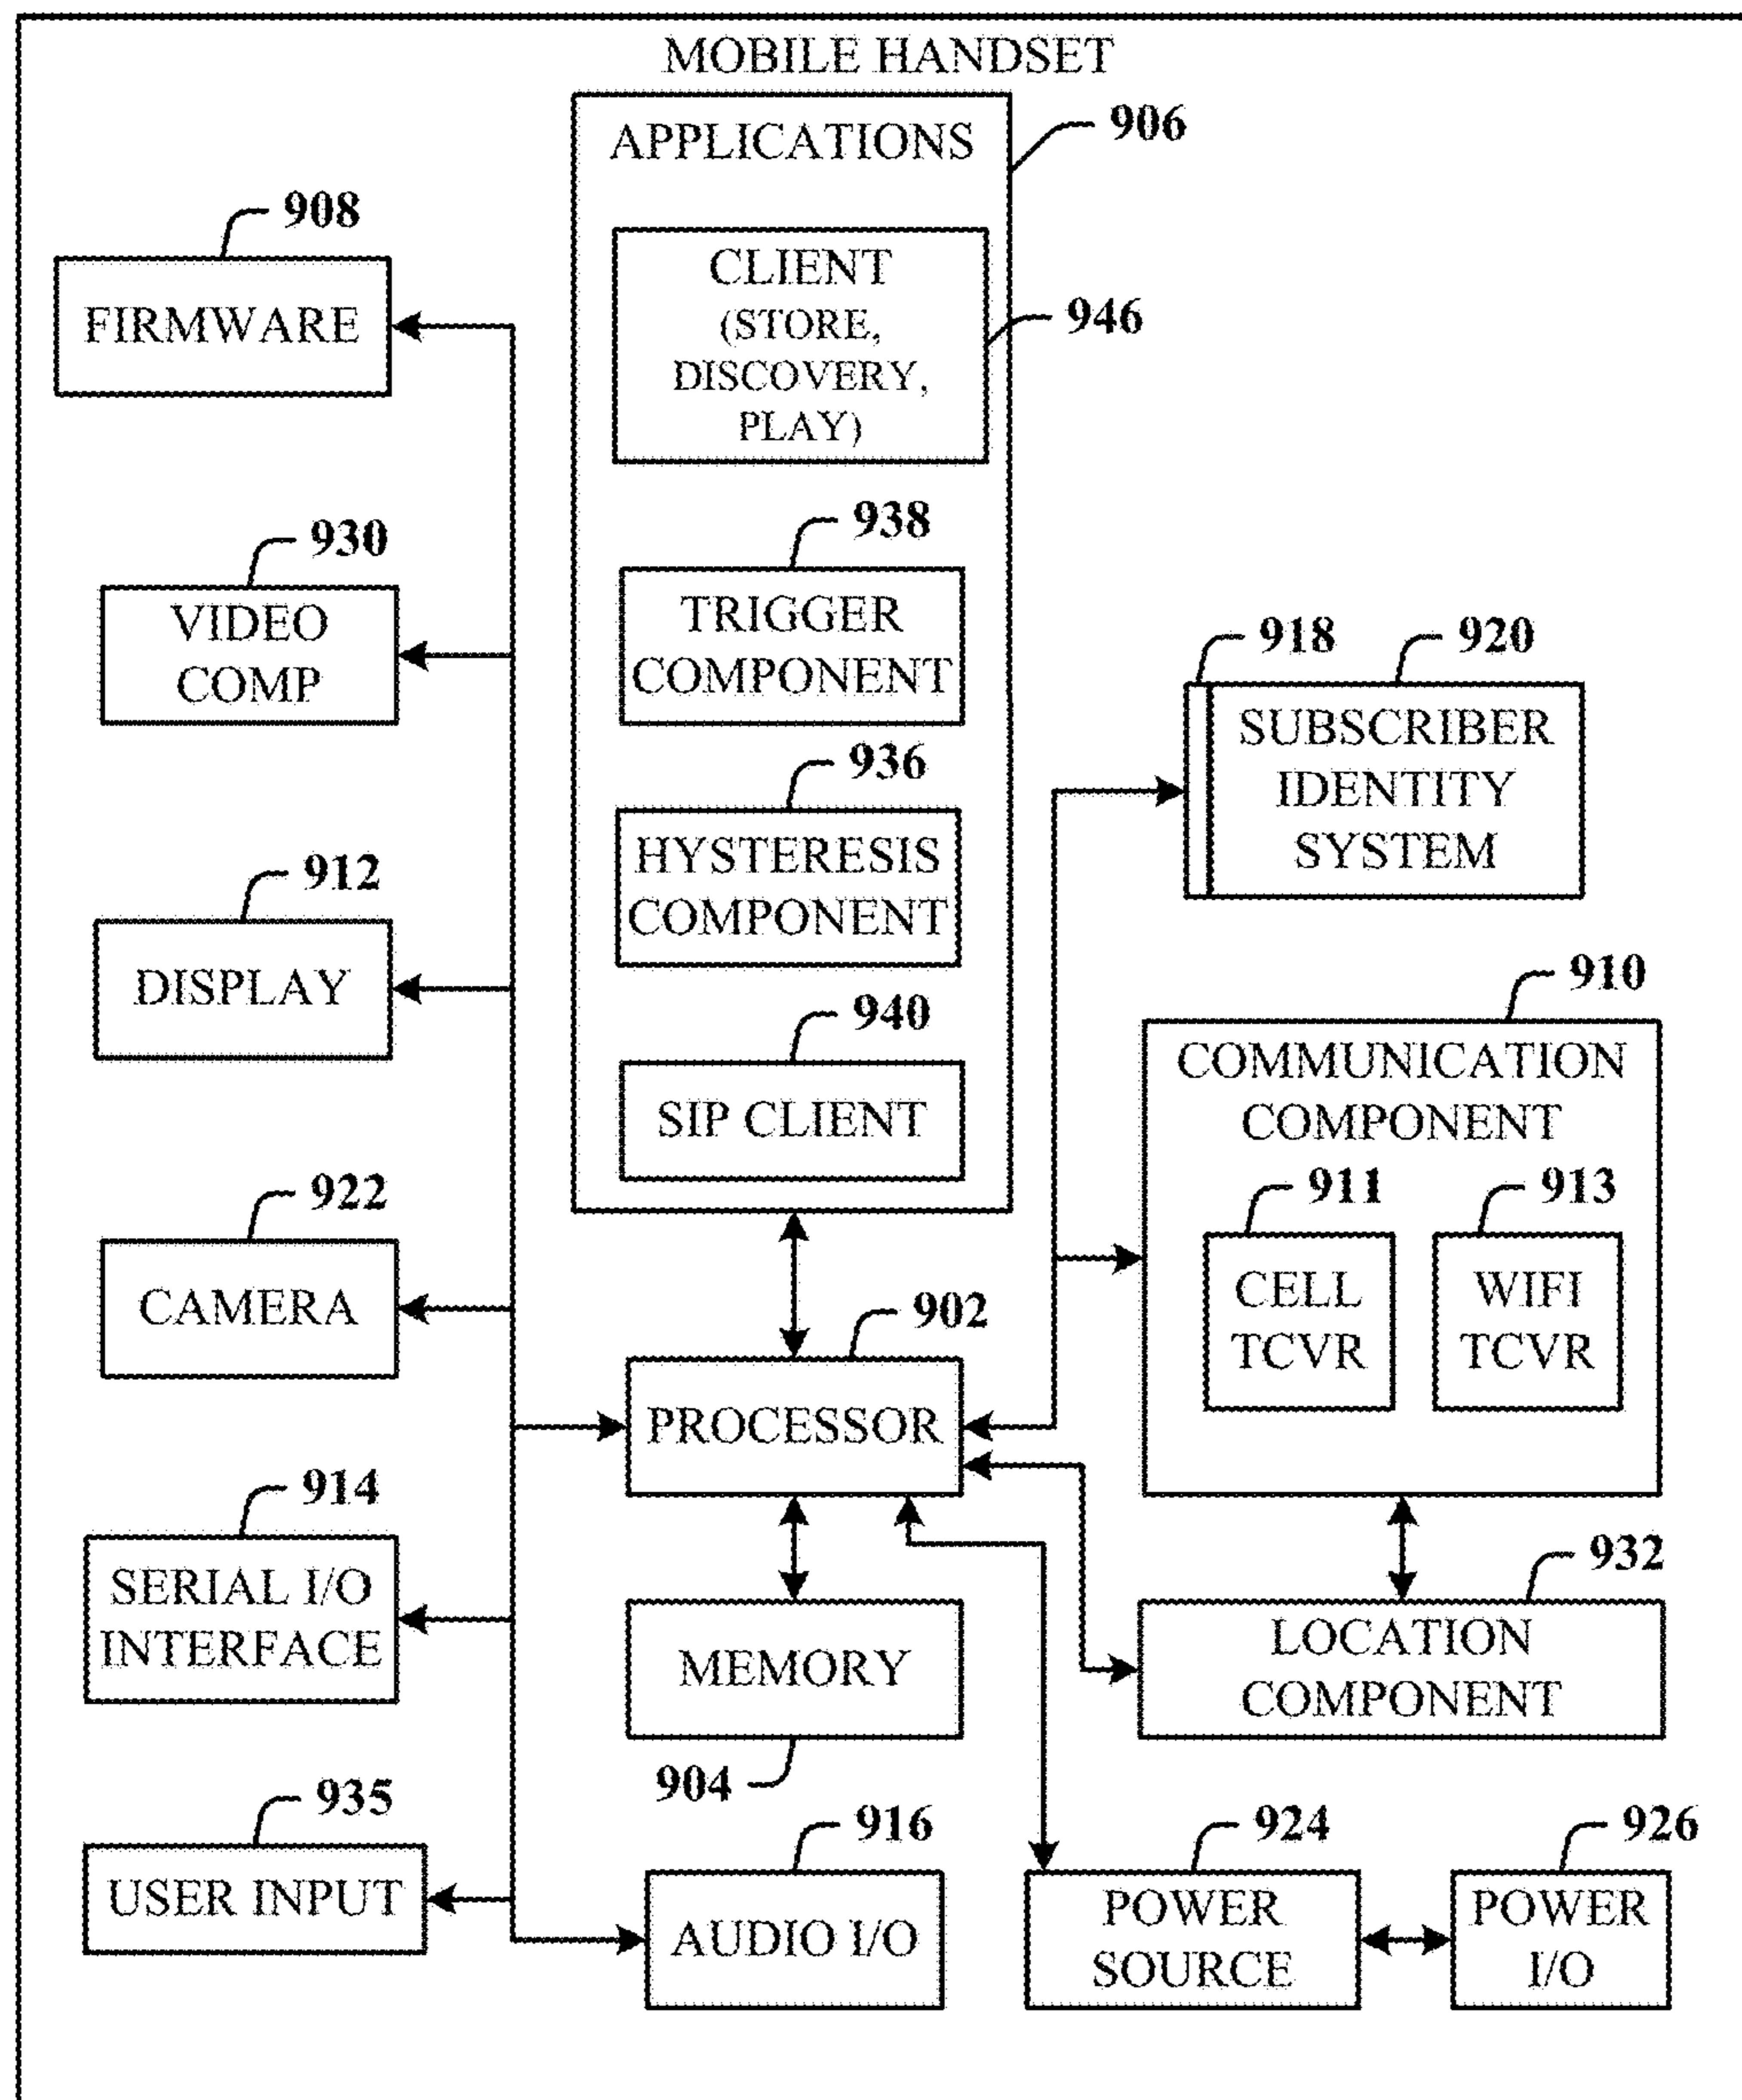 MOBILE HANDSET
APPLICATIONS
906
CLIENT
(STORE,
DISCOVERY,
PLAY)
946
938
TRIGGER
COMPONENT
936
HYSTERESIS
COMPONENT
940
SIP CLIENT
908
FIRMWARE
930
VIDEO
COMP
912
DISPLAY
922
CAMERA
914
SERIAL I/O
INTERFACE
935
USER INPUT
902
PROCESSOR
MEMORY
904
916
AUDIO I/O
918
920
SUBSCRIBER
IDENTITY
SYSTEM
910
COMMUNICATION
COMPONENT
911
CELL
TCVR
913
WIFI
TCVR
932
LOCATION
COMPONENT
924
POWER
SOURCE
926
POWER
I/O